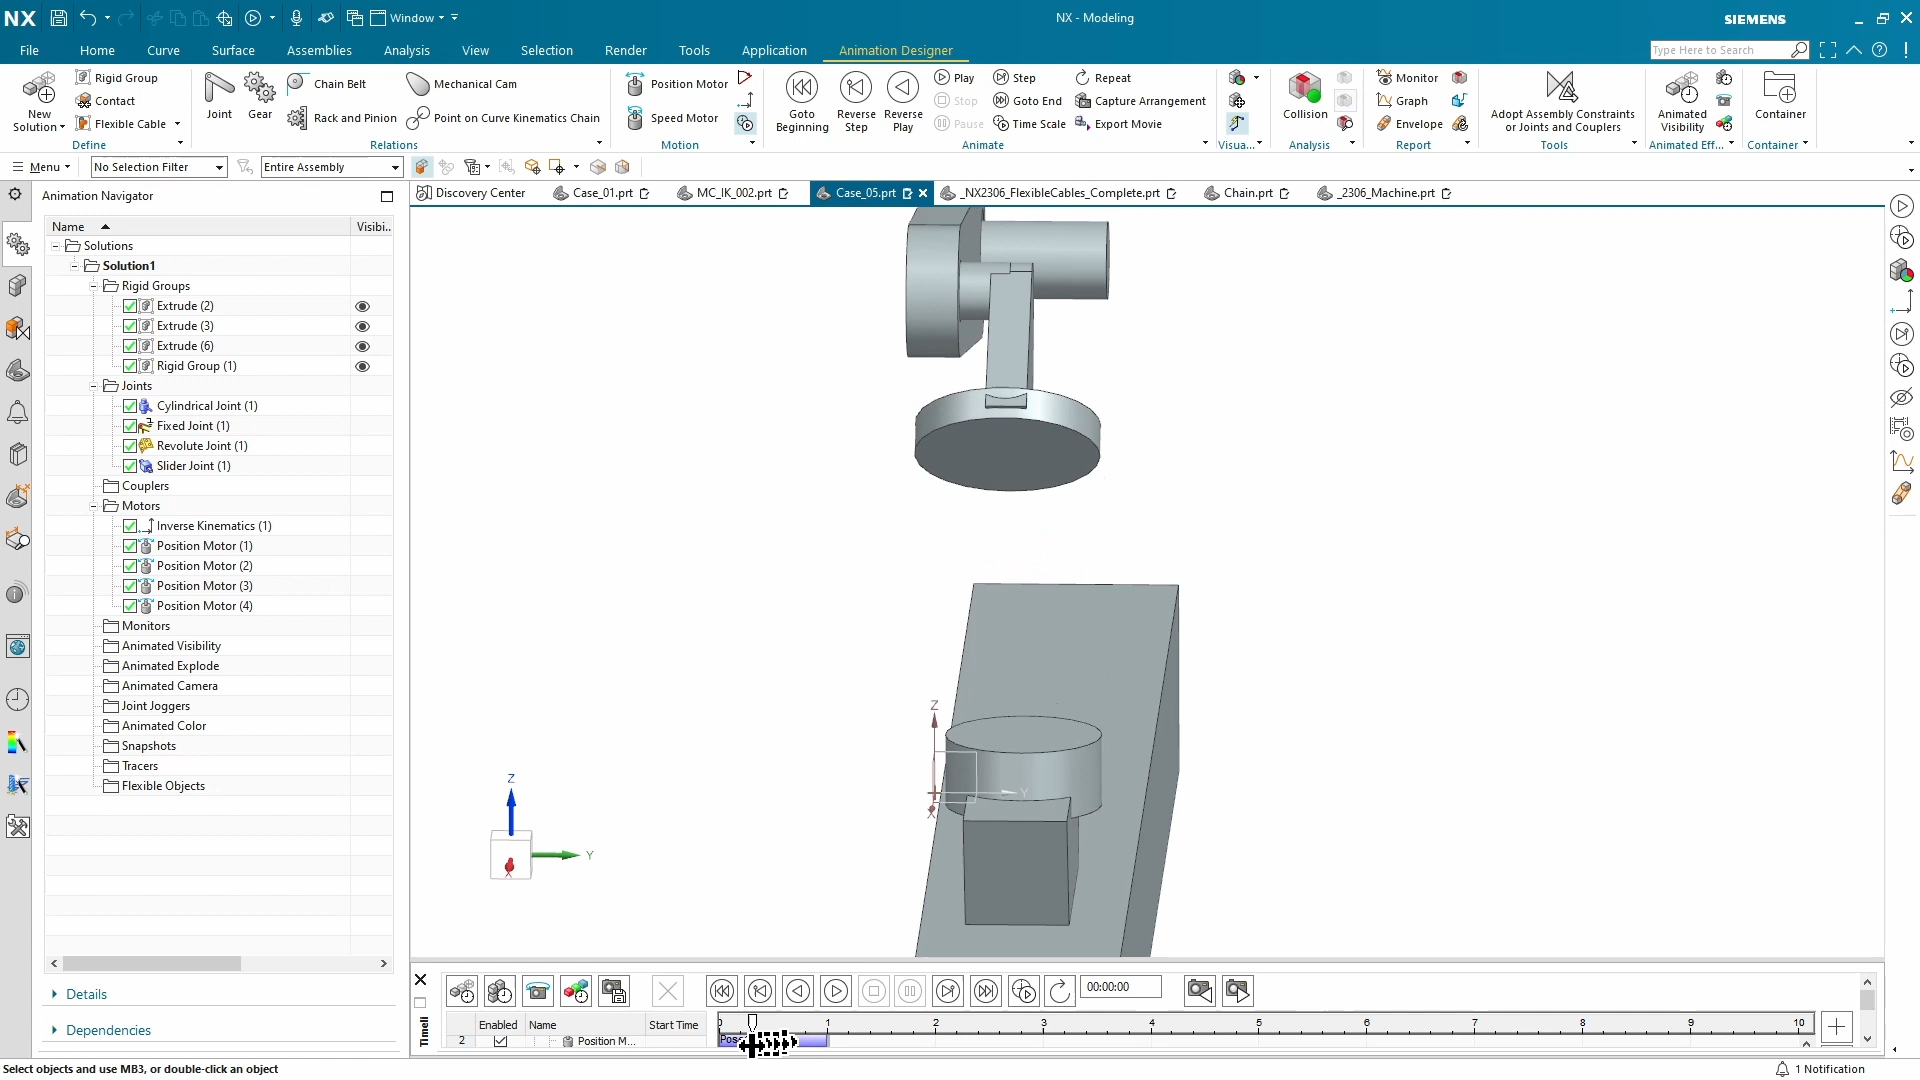 NX
Window
NX - Modeling
SIEMENS
File
Home
Curve
Surface
Assemblies
Analysis
View
Selection
Render
Tools
Application
Animation Designer
Type Here to Search
New
Solution
Rigid Group
Contact
Flexible Cable
Define
Joint
Gear
Chain Belt
Rack and Pinion
Mechanical Cam
Point on Curve Kinematics Chain
Relations
Position Motor
Speed Motor
Motion
Goto
Beginning
Reverse
Step
Reverse
Play
Play
Stop
Pause
Step
Goto End
Time Scale
Repeat
Capture Arrangement
Export Movie
Animate
Visua...
Collision
Analysis
Monitor
Graph
Envelope
Report
Adopt Assembly Constraints
or Joints and Couplers
Tools
Animated
Visibility
Animated Eff...
Container
Container
Menu
No Selection Filter
Entire Assembly
Animation Navigator
Discovery Center
Case_01.prt
MC_IK_002.prt
Case_05.prt
_NX2306_FlexibleCables_Complete.prt
Chain.prt
_2306_Machine.prt
Name
Visibi..
Solutions
Solution1
Rigid Groups
Extrude (2)
Extrude (3)
Extrude (6)
Rigid Group (1)
Joints
Cylindrical Joint (1)
Fixed Joint (1)
Revolute Joint (1)
Slider Joint (1)
Couplers
Motors
Inverse Kinematics (1)
Position Motor (1)
Position Motor (2)
Position Motor (3)
Position Motor (4)
Monitors
Animated Visibility
Animated Explode
Animated Camera
Joint Joggers
Animated Color
Snapshots
Tracers
Flexible Objects
Details
Dependencies
Z
Y
X
Z
Y
00:00:00
Timeli
Enabled
Name
Start Time
0 1 2 3 4 5 6 7 8 9 10
2
Position M...
Select objects and use MB3, or double-click an object
1 Notification